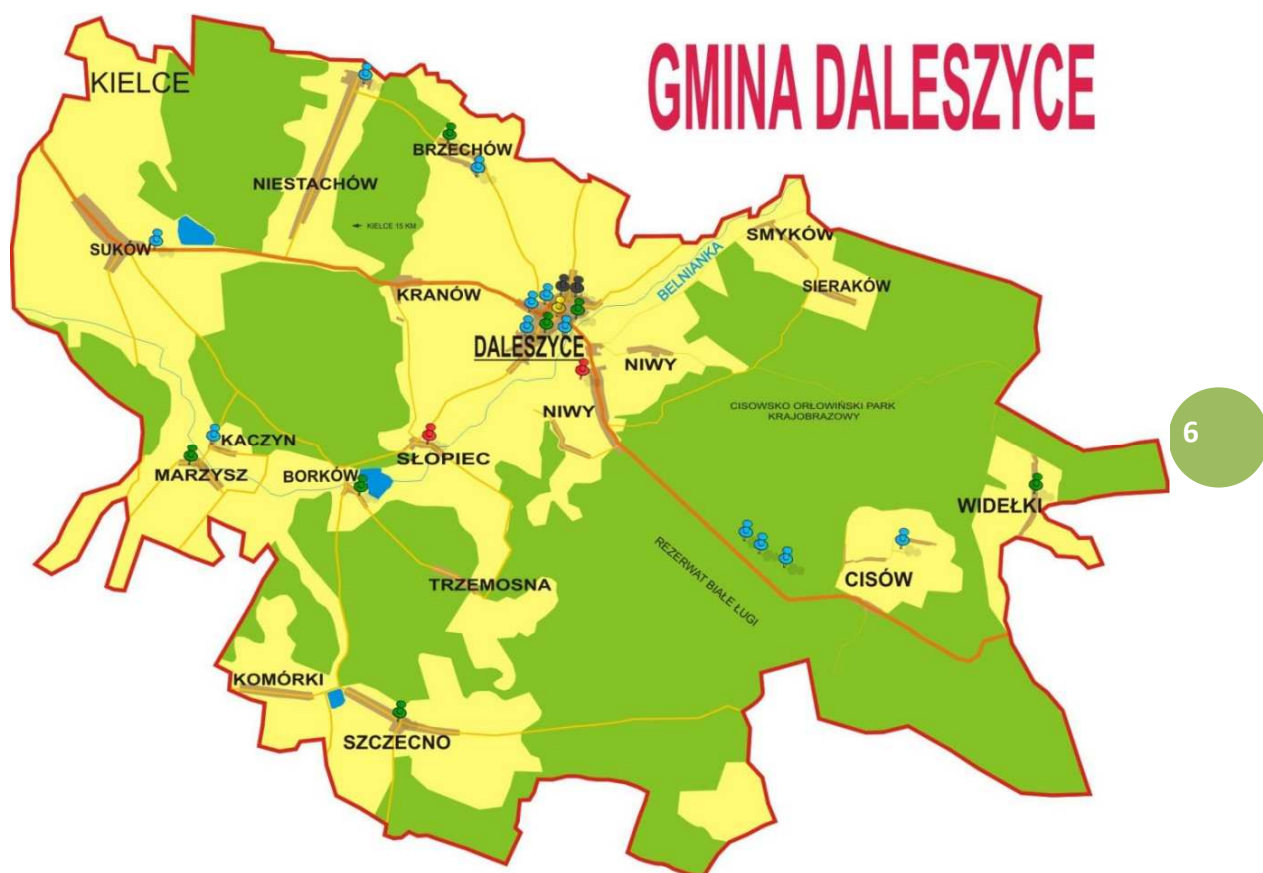 GMINA DALESZYCE
KIELCE
BRZECHÓW
NIESTACHÓW
KIELCE 15 KM
SMYKÓW
SUKÓW
BELNIANKA
SIERAKÓW
KRANÓW
DALESZYCE
NIWY
NIWY
CISOWSKO ORŁOWIŃSKI PARK
KRAJOBRAZOWY
6
KACZYN
SŁOPIEC
MARZYSZ
BORKÓW
WIDEŁKI
REZERWAT BIAŁE ŁUGI
CISÓW
TRZEMOSNA
KOMÓRKI
SZCZECNO